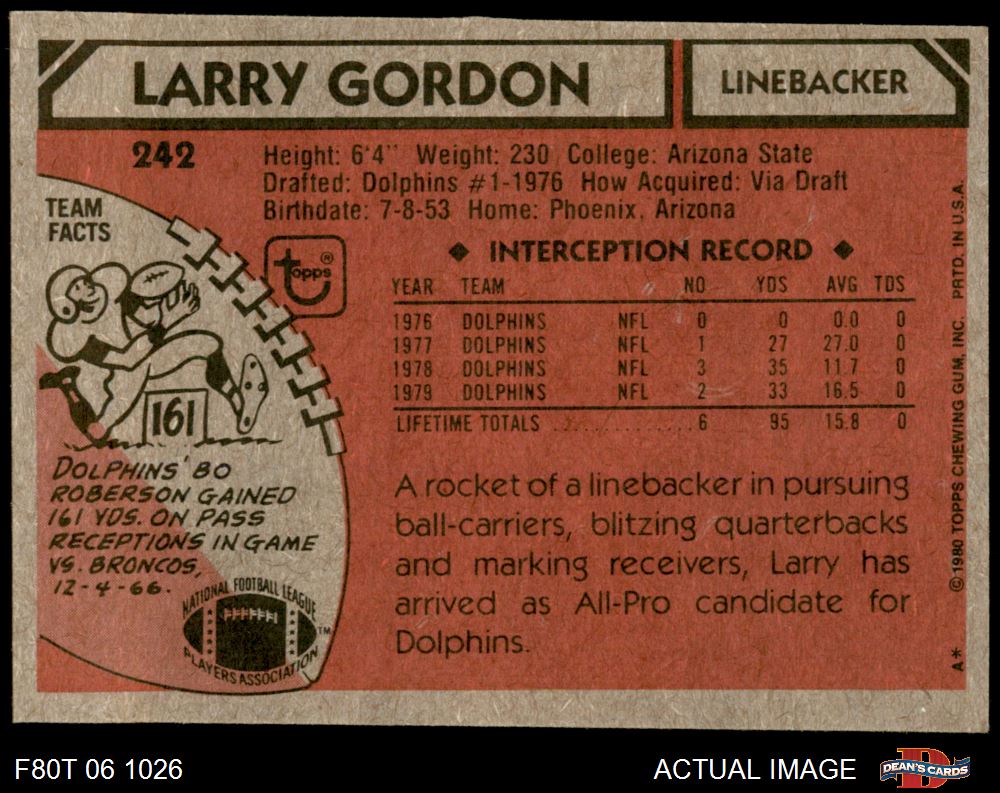 LARRY GORDON
LINEBACKER
242
Height: 6'4" Weight: 230 College: Arizona State
Drafted: Dolphins #1-1976 How Acquired: Via Draft
Birthdate: 7-8-53 Home: Phoenix, Arizona
TEAM
FACTS
161
DOLPHINS' BO
ROBERSON GAINED
161 YDS. ON PASS
RECEPTIONS IN GAME
VS. BRONCOS,
12-4-66.
NATIONAL FOOTBALL LEAGUE
PLAYERS ASSOCIATION
TM
topps ®
◆ INTERCEPTION RECORD ◆
YEAR TEAM NO YDS AVG TDS
1976 DOLPHINS NFL 0 0 0.0 0
1977 DOLPHINS NFL 1 27 27.0 0
1978 DOLPHINS NFL 3 35 11.7 0
1979 DOLPHINS NFL 2 33 16.5 0
LIFETIME TOTALS .............. 6 95 15.8 0
A rocket of a linebacker in pursuing
ball-carriers, blitzing quarterbacks
and marking receivers, Larry has
arrived as All-Pro candidate for
Dolphins.
A* © 1980 TOPPS CHEWING GUM, INC. PRTD. IN U.S.A.
F80T 06 1026
ACTUAL IMAGE
D
DEAN'S CARDS